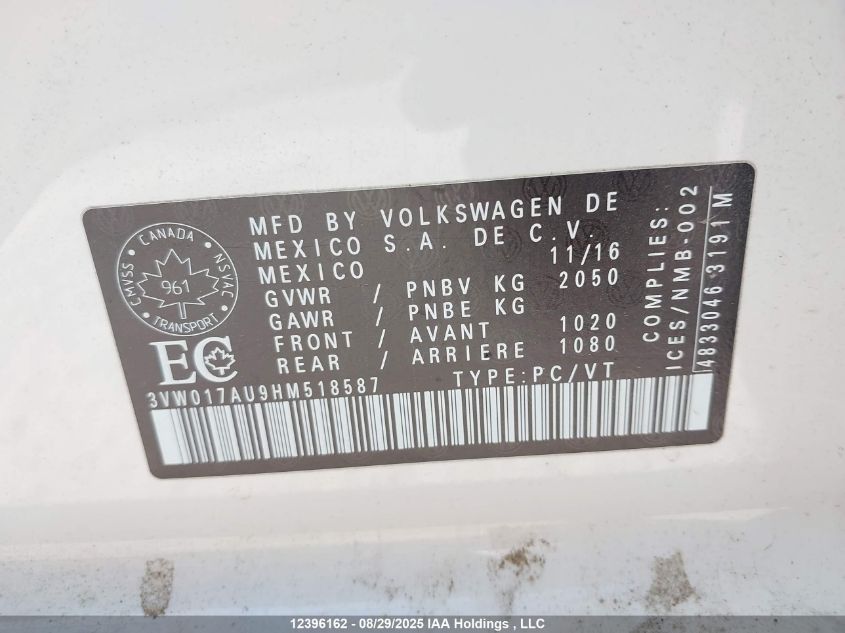 MFD BY VOLKSWAGEN DE
MEXICO S.A. DE C.V.
MEXICO 11/16
GVWR / PNBV KG 2050
GAWR / PNBE KG
FRONT / AVANT 1020
REAR / ARRIERE 1080
TYPE:PC/VT
3VW017AU9HM518587
CMVSS CANADA NSVAC
961
TRANSPORT
EC
COMPLIES:
ICES/NMB-002
4833046 3191M
12396162 - 08/29/2025 IAA Holdings , LLC